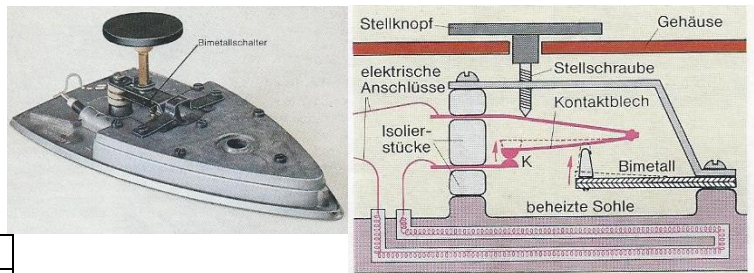 Bimetallschalter
Stellknopf
Gehäuse
elektrische
Anschlüsse
Stellschraube
Kontaktblech
Isolier-
stücke
K
Bimetall
beheizte Sohle